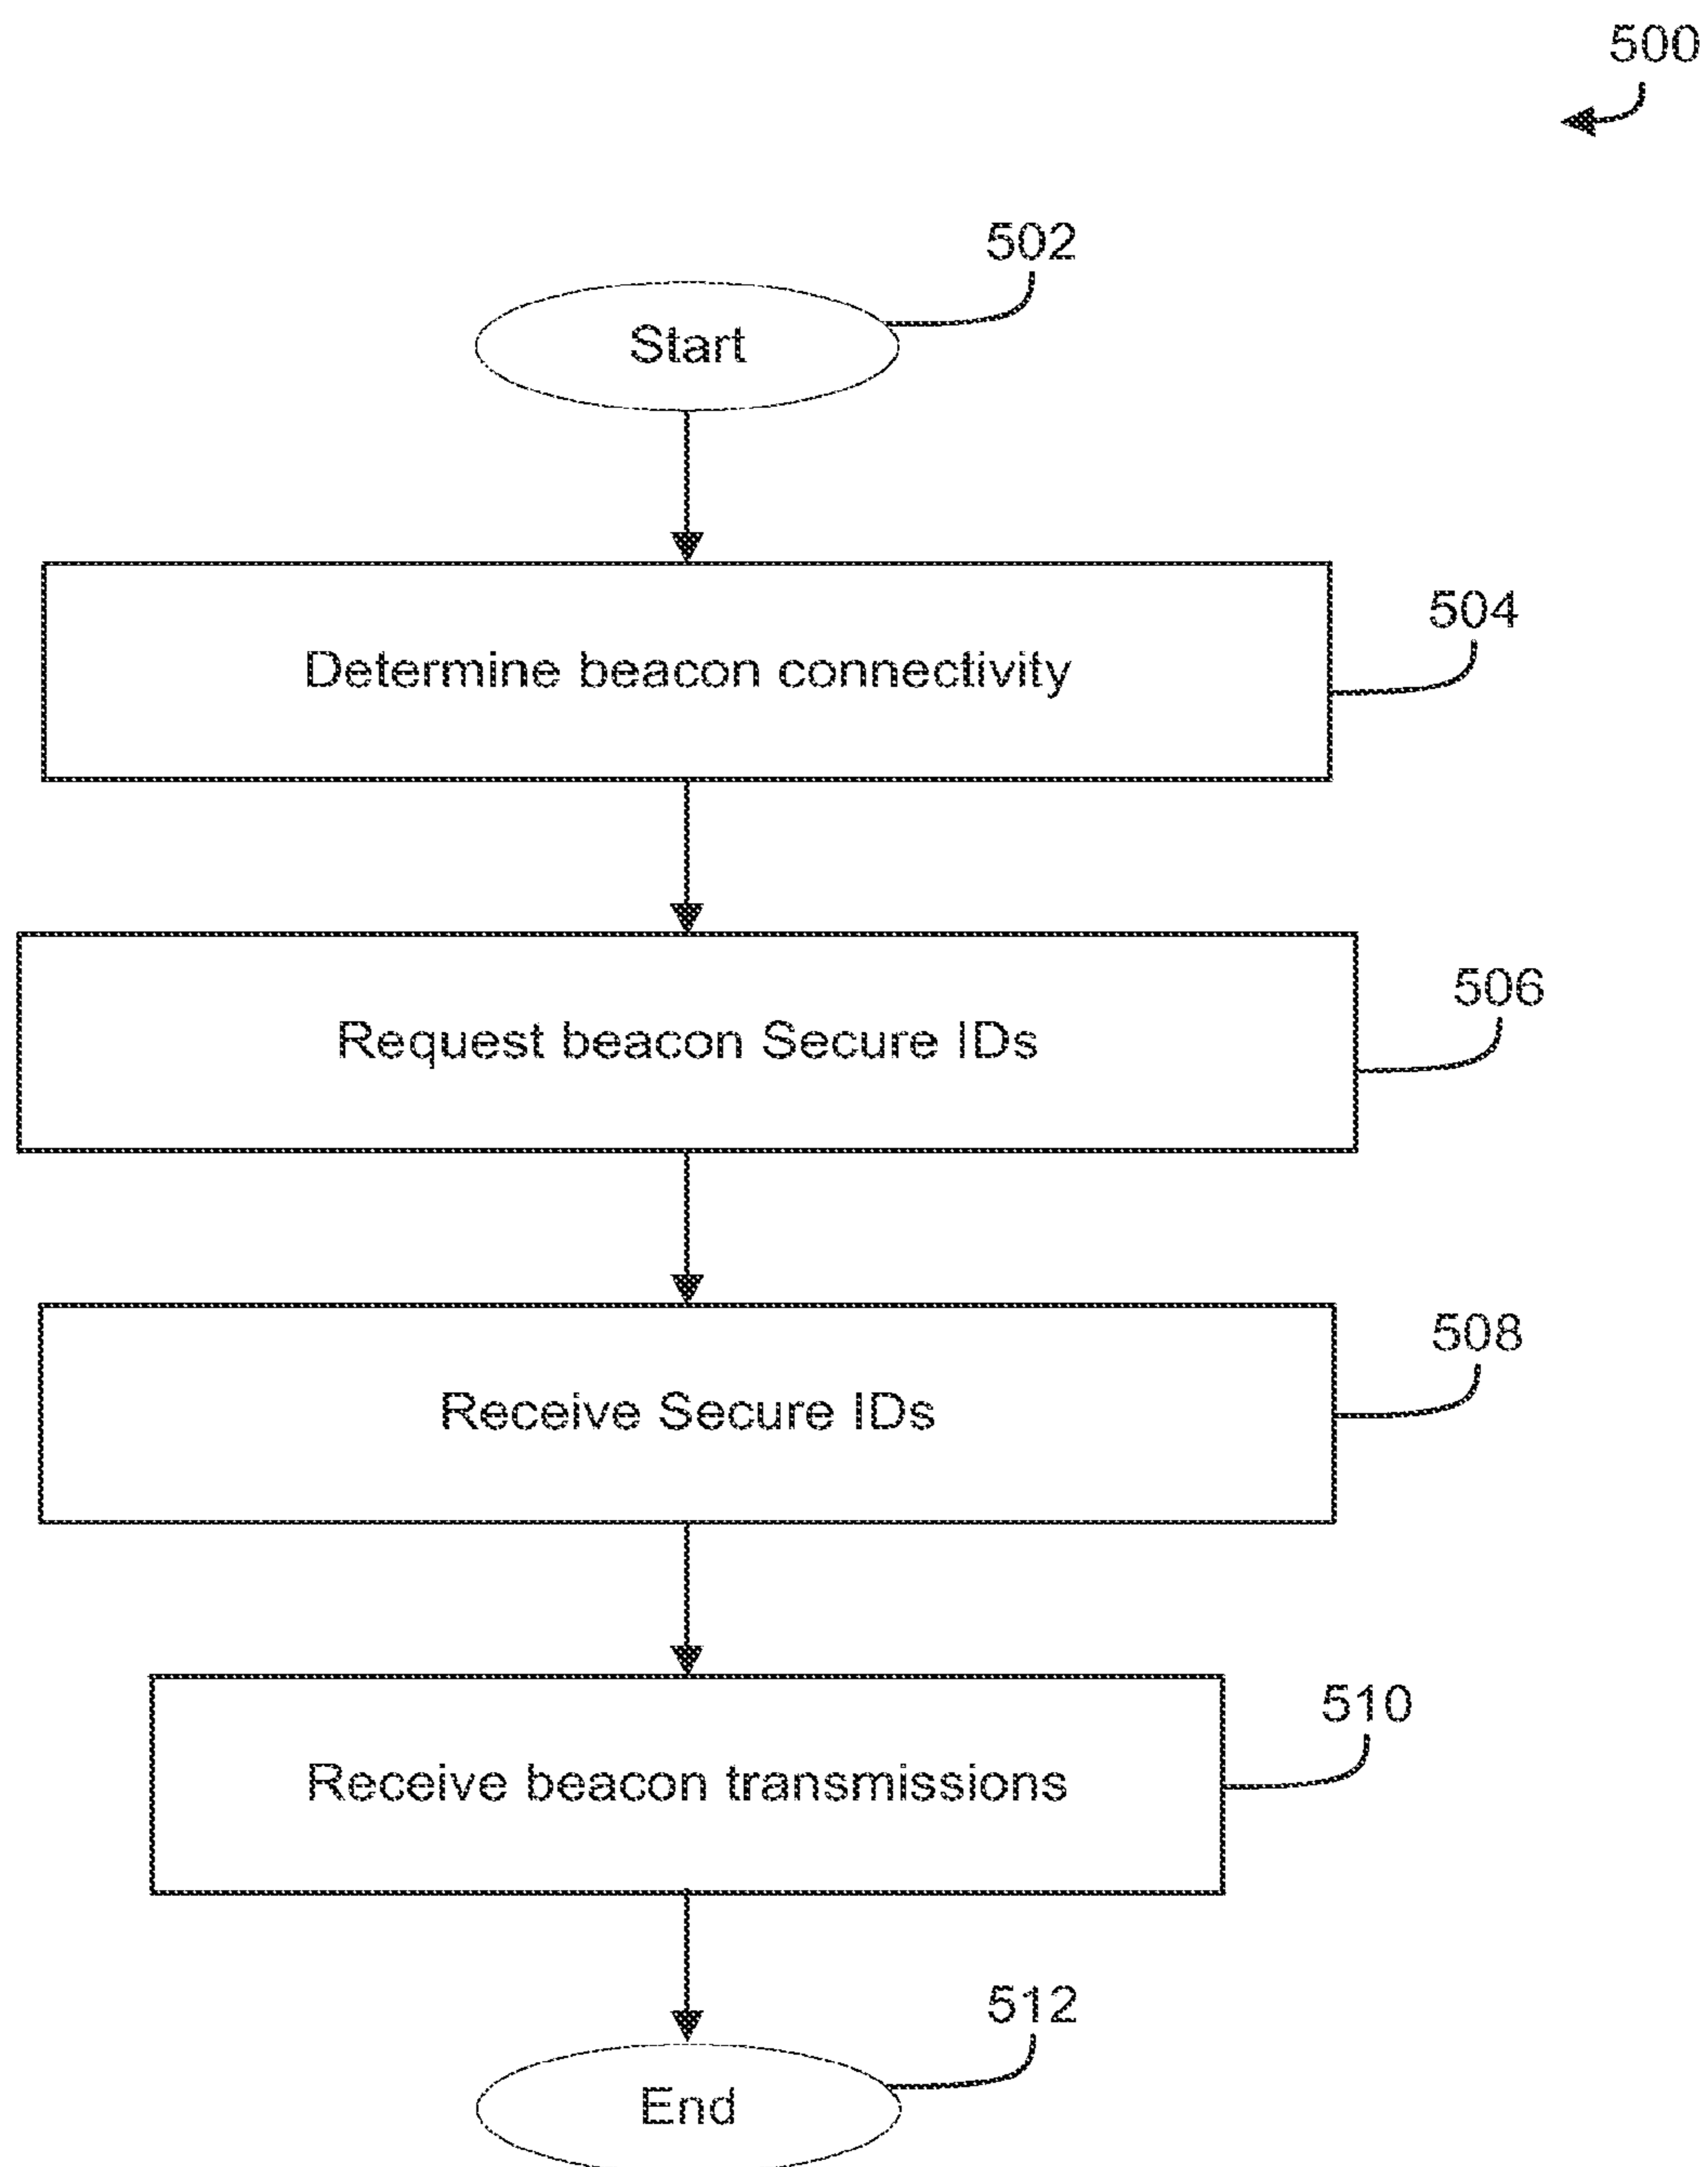 500
502
Start
504
Determine beacon connectivity
506
Request beacon Secure IDs
508
Receive Secure IDs
510
Receive beacon transmissions
512
End